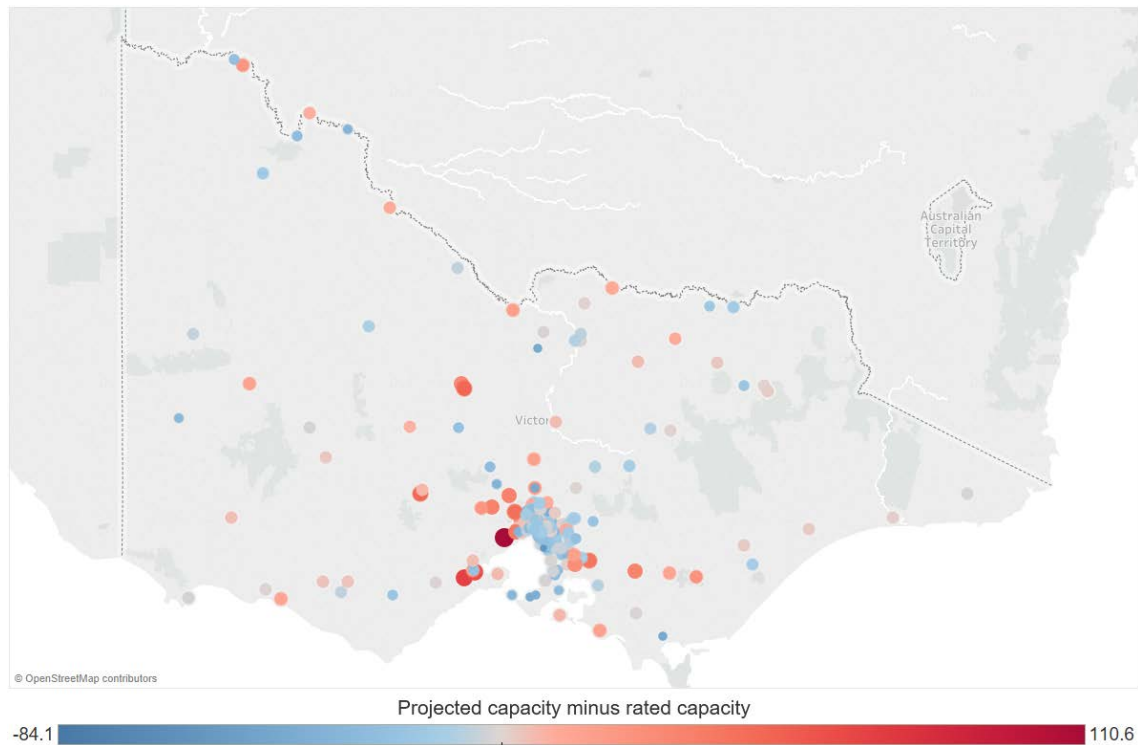 Australian
Capital
Territory
Victor
© OpenStreetMap contributors
Projected capacity minus rated capacity
-84.1
110.6